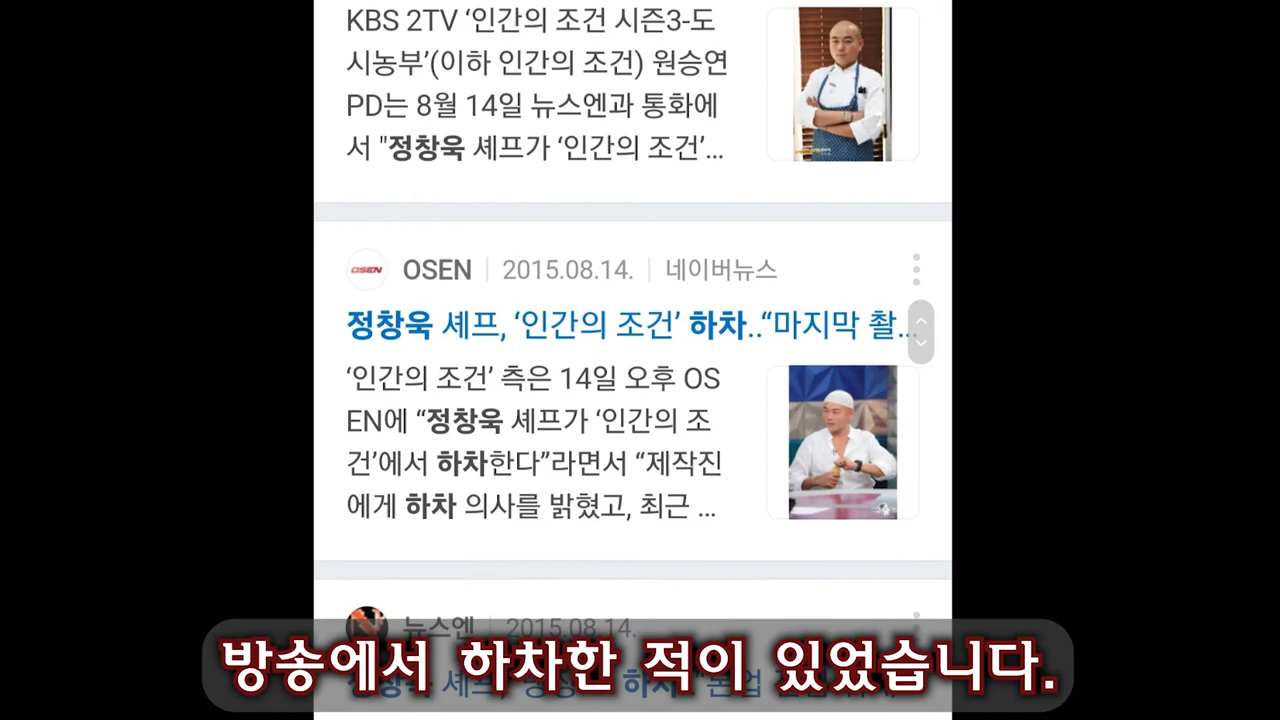 KBS 2TV ‘인간의 조건 시즌3-도
시농부’(이하 인간의 조건) 원승연
PD는 8월 14일 뉴스엔과 통화에
서 "정창욱 셰프가 ‘인간의 조건’...
OSEN OSEN 2015.08.14. 네이버뉴스
정창욱 셰프, ‘인간의 조건’ 하차..“마지막 촬...
‘인간의 조건’ 측은 14일 오후 OS
EN에 “정창욱 셰프가 ‘인간의 조
건’에서 하차한다”라면서 “제작진
에게 하차 의사를 밝혔고, 최근 ...
뉴스엔 2015.08.14.
정창욱 셰프, 하차
방송에서 하차한 적이 있었습니다.